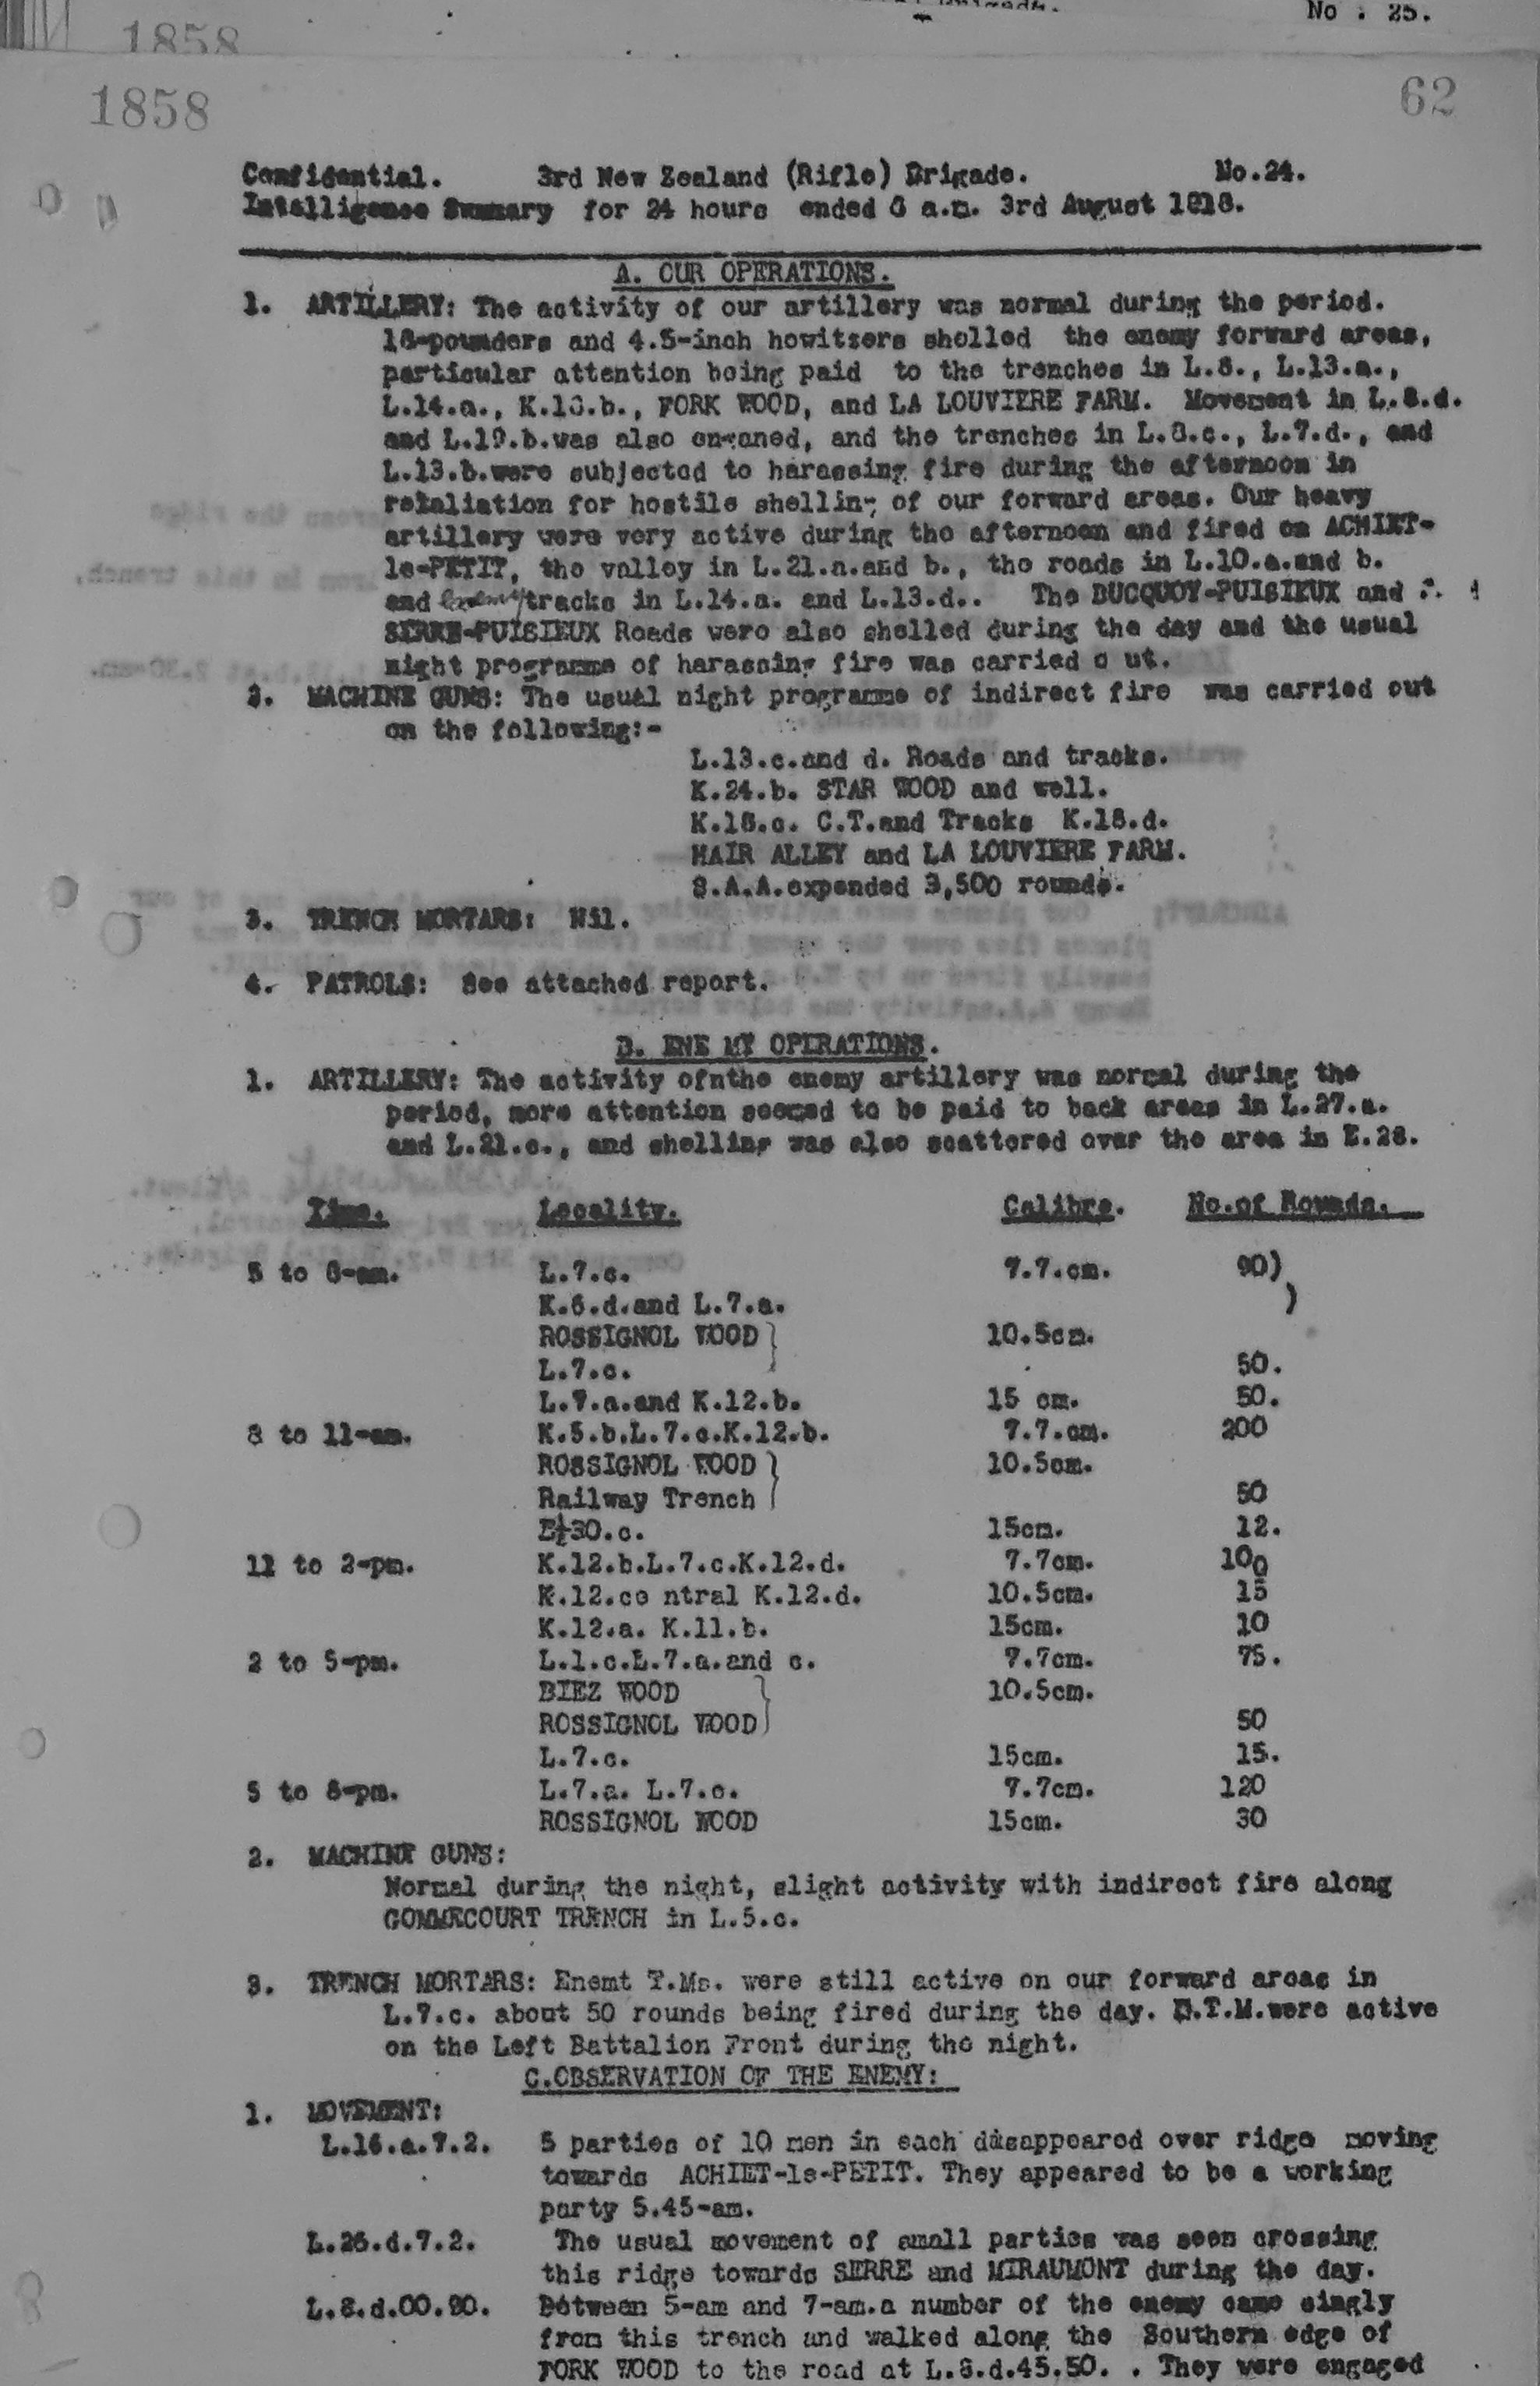 No . 25.
1858
1858
62
Confidential. 3rd New Zealand (Rifle) Brigade. No.24.
Intelligence Summary for 24 hours ended 6 a.m. 3rd August 1918.
A. OUR OPERATIONS.
1. ARTILLERY: The activity of our artillery was normal during the period.
18-pounders and 4.5-inch howitzers shelled the enemy forward areas,
particular attention being paid to the trenches in L.8., L.13.a.,
L.14.a., K.18.b., FORK WOOD, and LA LOUVIERE FARM. Movement in L.8.d.
and L.19.b.was also engaged, and the trenches in L.8.c., L.7.d., and
L.13.b.were subjected to harassing fire during the afternoon in
retaliation for hostile shelling of our forward areas. Our heavy
artillery were very active during the afternoon and fired on ACHIET-
le-PETIT, the valley in L.21.a.and b., the roads in L.10.a.and b.
and tracks in L.14.a. and L.13.d.. The BUCQUOY-PUISIEUX and
SERRE-PUISIEUX Roads were also shelled during the day and the usual
night programme of harassing fire was carried o ut.
2. MACHINE GUNS: The usual night programme of indirect fire was carried out
on the following:-
L.13.c.and d. Roads and tracks.
K.24.b. STAR WOOD and well.
K.18.c. C.T.and Tracks K.18.d.
HAIR ALLEY and LA LOUVIERE FARM.
S.A.A.expended 3,500 rounds.
3. TRENCH MORTARS: Nil.
4. PATROLS: See attached report.
B. ENE MY OPERATIONS.
1. ARTILLERY: The activity ofnthe enemy artillery was normal during the
period, more attention seemed to be paid to back areas in L.27.a.
and L.21.c., and shelling was also scattered over the area in E.28.
Time. Locality. Calibre. No.of Rounds.
5 to 8-am. L.7.c. 7.7.cm. 90)
K.6.d.and L.7.a. )
ROSSIGNOL WOOD} 10.5cm.
L.7.c. 50.
L.7.a.and K.12.b. 15 cm. 50.
8 to 11-am. K.5.b.L.7.c.K.12.b. 7.7.cm. 200
ROSSIGNOL WOOD} 10.5cm.
Railway Trench 50
30.c. 15cm. 12.
11 to 2-pm. K.12.b.L.7.c.K.12.d. 7.7cm. 100
K.12.ce ntral K.12.d. 10.5cm. 15
K.12.a. K.11.b. 15cm. 10
2 to 5-pm. L.1.c.L.7.a.and c. 7.7cm. 75.
BIEZ WOOD } 10.5cm.
ROSSIGNOL WOOD 50
L.7.c. 15cm. 15.
5 to 8-pm. L.7.a. L.7.c. 7.7cm. 120
ROSSIGNOL WOOD 15cm. 30
2. MACHINE GUNS:
Normal during the night, slight activity with indirect fire along
GOMMECOURT TRENCH in L.5.c.
3. TRENCH MORTARS: Enemt T.Ms. were still active on our forward areas in
L.7.c. about 50 rounds being fired during the day. T.M.were active
on the Left Battalion Front during the night.
C.OBSERVATION OF THE ENEMY:
1. MOVEMENT:
L.16.a.7.2. 5 parties of 10 men in each disappeared over ridge moving
towards ACHIET-le-PETIT. They appeared to be a working
party 5.45-am.
L.26.d.7.2. The usual movement of small parties was seen crossing
this ridge towards SERRE and MIRAUMONT during the day.
L.8.d.00.90. Between 5-am and 7-am.a number of the enemy came singly
from this trench and walked along the Southern edge of
FORK WOOD to the road at L.8.d.45.50. . They were engaged